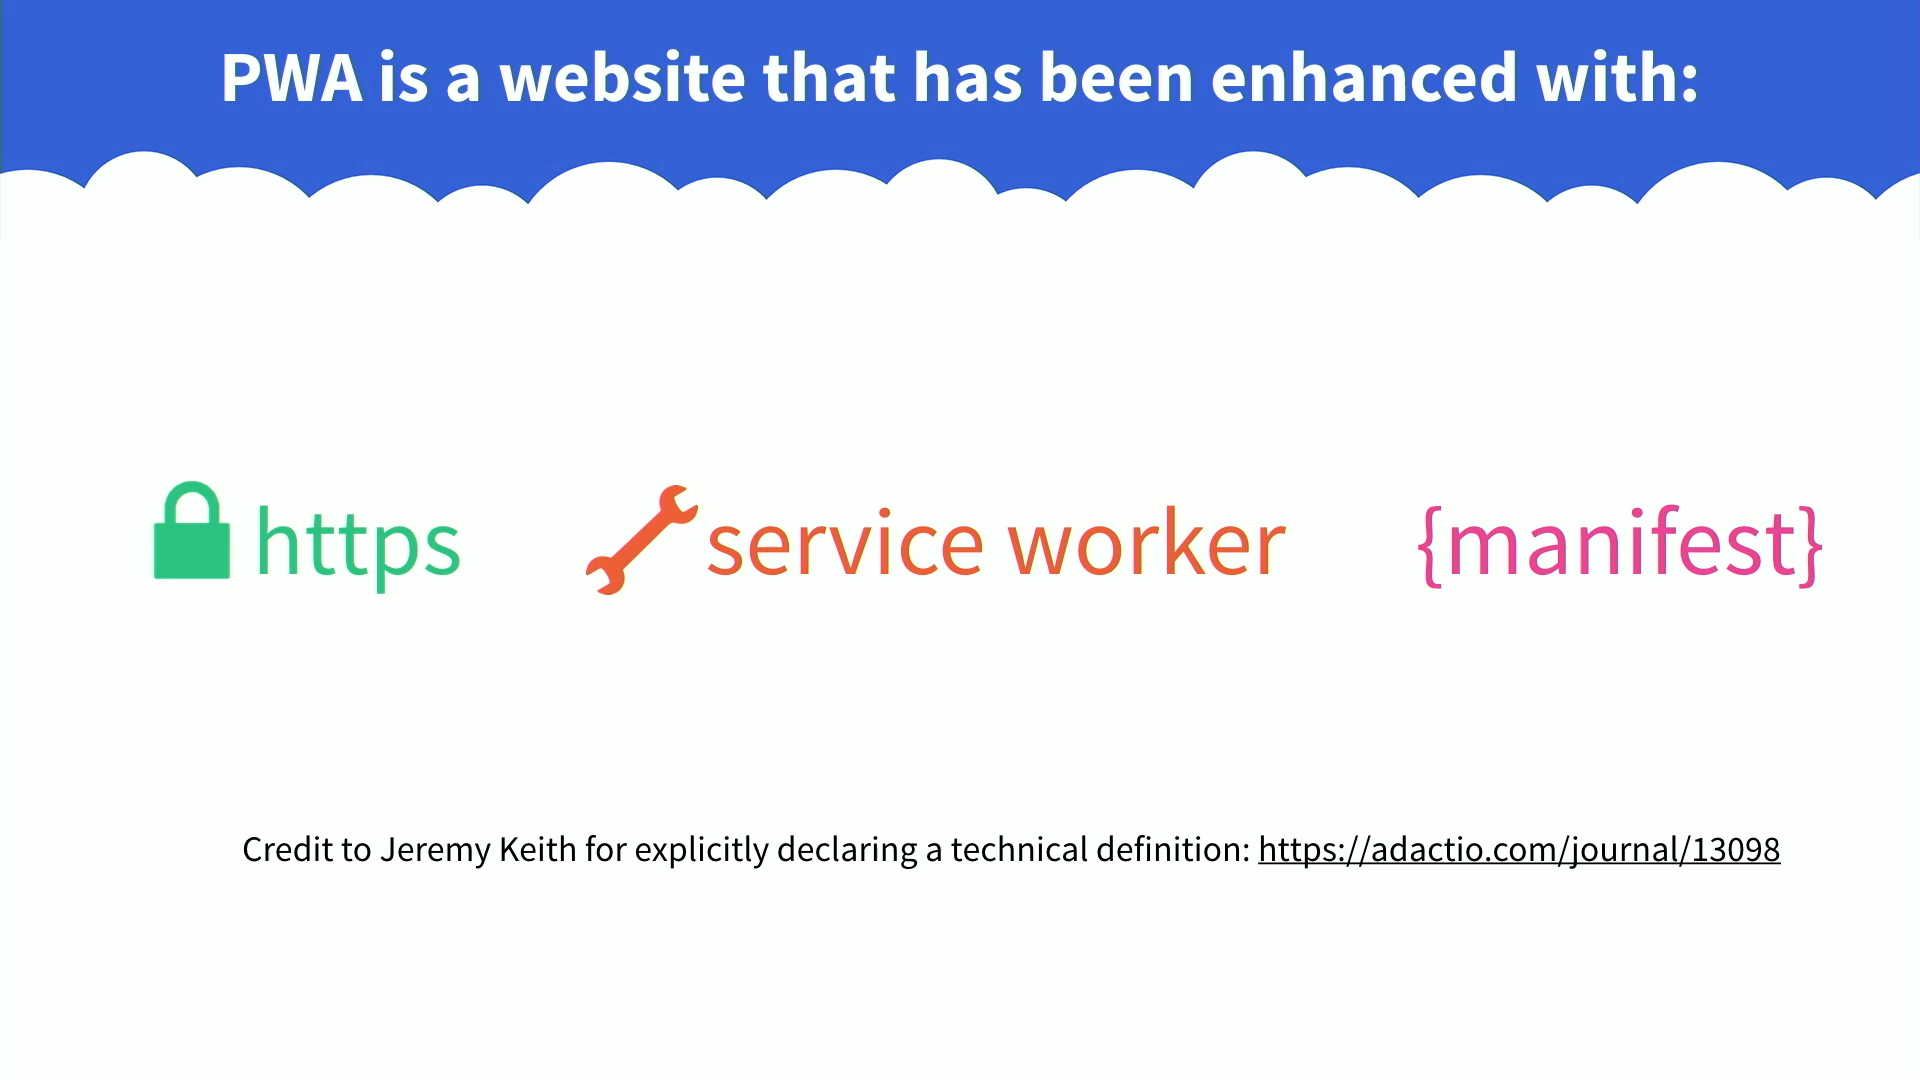 PWA is a website that has been enhanced with:
https service worker {manifest}
Credit to Jeremy Keith for explicitly declaring a technical definition: https://adactio.com/journal/13098